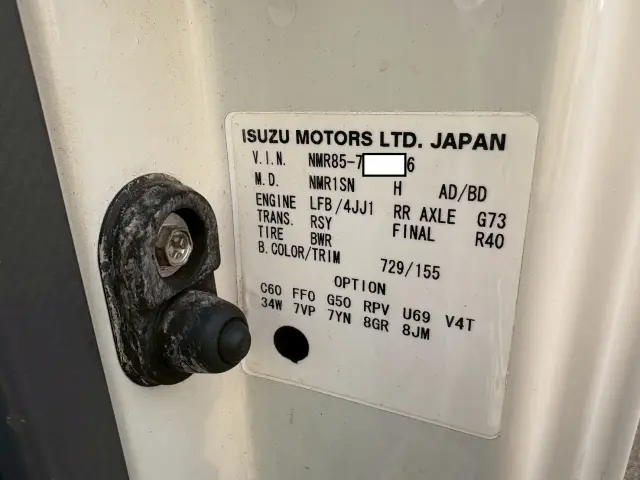 ISUZU MOTORS LTD. JAPAN
V.I.N. NMR85-7 6
M.D. NMR1SN H AD/BD
ENGINE LFB/4JJ1 RR AXLE G73
TRANS. RSY FINAL R40
TIRE BWR
B.COLOR/TRIM 729/155
OPTION
C60 FF0 G50 RPV U69 V4T
34W 7VP 7YN 8GR 8JM